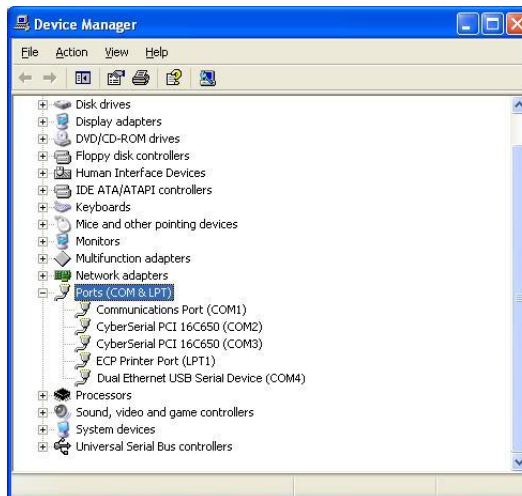 Device Manager
File Action View Help
Disk drives
Display adapters
DVD/CD-ROM drives
Floppy disk controllers
Human Interface Devices
IDE ATA/ATAPI controllers
Keyboards
Mice and other pointing devices
Monitors
Multifunction adapters
Network adapters
Ports (COM & LPT)
Communications Port (COM1)
CyberSerial PCI 16C650 (COM2)
CyberSerial PCI 16C650 (COM3)
ECP Printer Port (LPT1)
Dual Ethernet USB Serial Device (COM4)
Processors
Sound, video and game controllers
System devices
Universal Serial Bus controllers